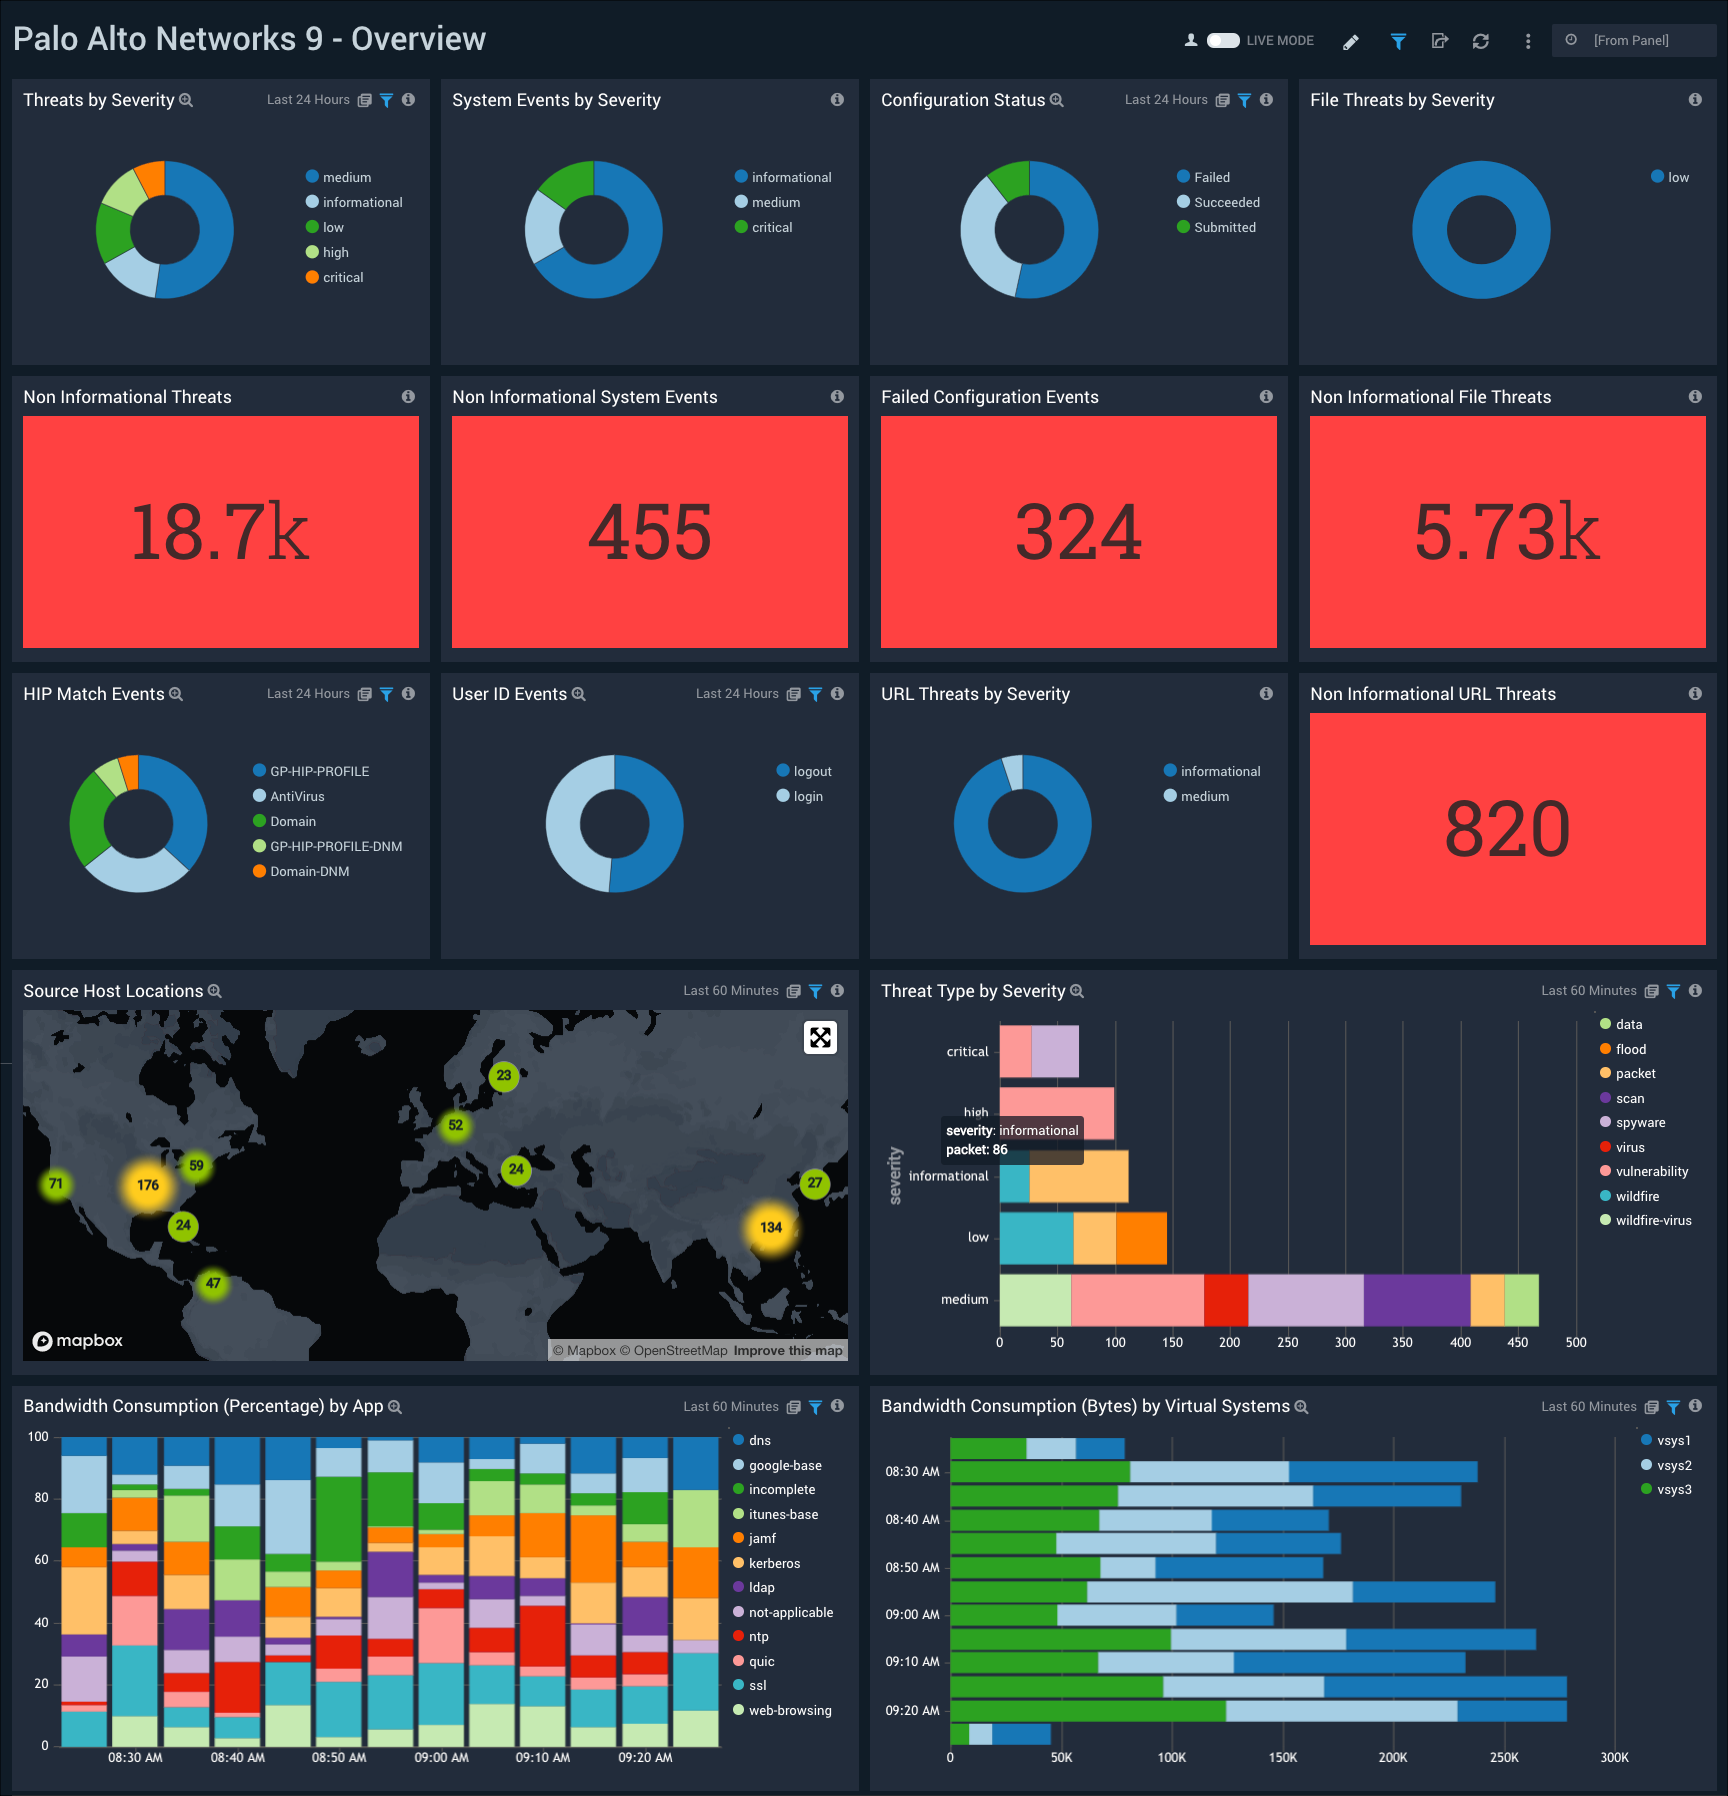 Palo Alto Networks 9 - Overview
LIVE MODE
[From Panel]
Threats by Severity
Last 24 Hours
medium
informational
low
high
critical
System Events by Severity
informational
medium
critical
Configuration Status
Last 24 Hours
Failed
Succeeded
Submitted
File Threats by Severity
low
Non Informational Threats
18.7k
Non Informational System Events
455
Failed Configuration Events
324
Non Informational File Threats
5.73k
HIP Match Events
Last 24 Hours
GP-HIP-PROFILE
AntiVirus
Domain
GP-HIP-PROFILE-DNM
Domain-DNM
User ID Events
Last 24 Hours
logout
login
URL Threats by Severity
informational
medium
Non Informational URL Threats
820
Source Host Locations
Last 60 Minutes
23
52
59
24
71
176
27
24
134
47
mapbox
© Mapbox © OpenStreetMap Improve this map
Threat Type by Severity
Last 60 Minutes
severity
critical
high
severity: informational
packet: 86
informational
low
medium
0 50 100 150 200 250 300 350 400 450 500
data
flood
packet
scan
spyware
virus
vulnerability
wildfire
wildfire-virus
Bandwidth Consumption (Percentage) by App
Last 60 Minutes
100
80
60
40
20
0
08:30 AM 08:40 AM 08:50 AM 09:00 AM 09:10 AM 09:20 AM
dns
google-base
incomplete
itunes-base
jamf
kerberos
ldap
not-applicable
ntp
quic
ssl
web-browsing
Bandwidth Consumption (Bytes) by Virtual Systems
Last 60 Minutes
08:30 AM
08:40 AM
08:50 AM
09:00 AM
09:10 AM
09:20 AM
0 50K 100K 150K 200K 250K 300K
vsys1
vsys2
vsys3